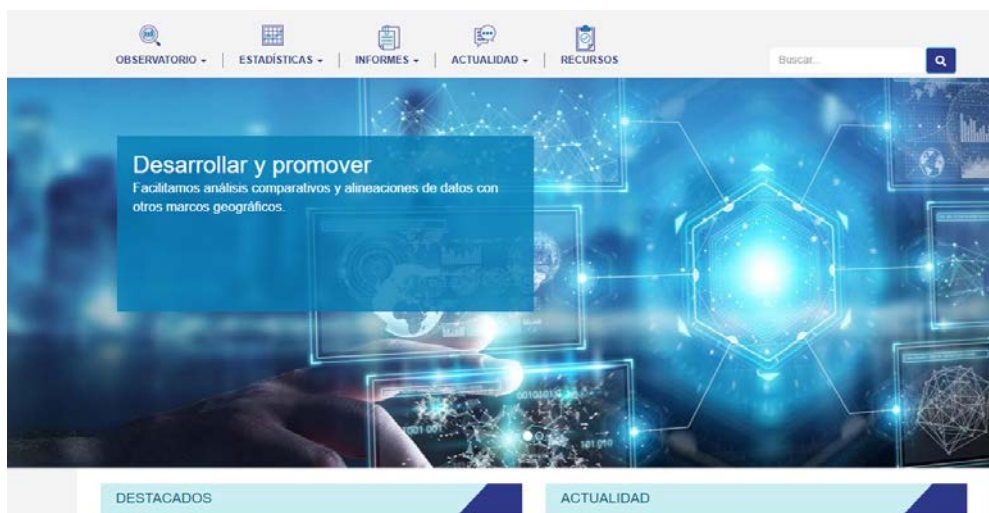 OBSERVATORIO
ESTADÍSTICAS
INFORMES
ACTUALIDAD
RECURSOS
Buscar...
Desarrollar y promover
Facilitamos análisis comparativos y alineaciones de datos con
otros marcos geográficos.
DESTACADOS
ACTUALIDAD